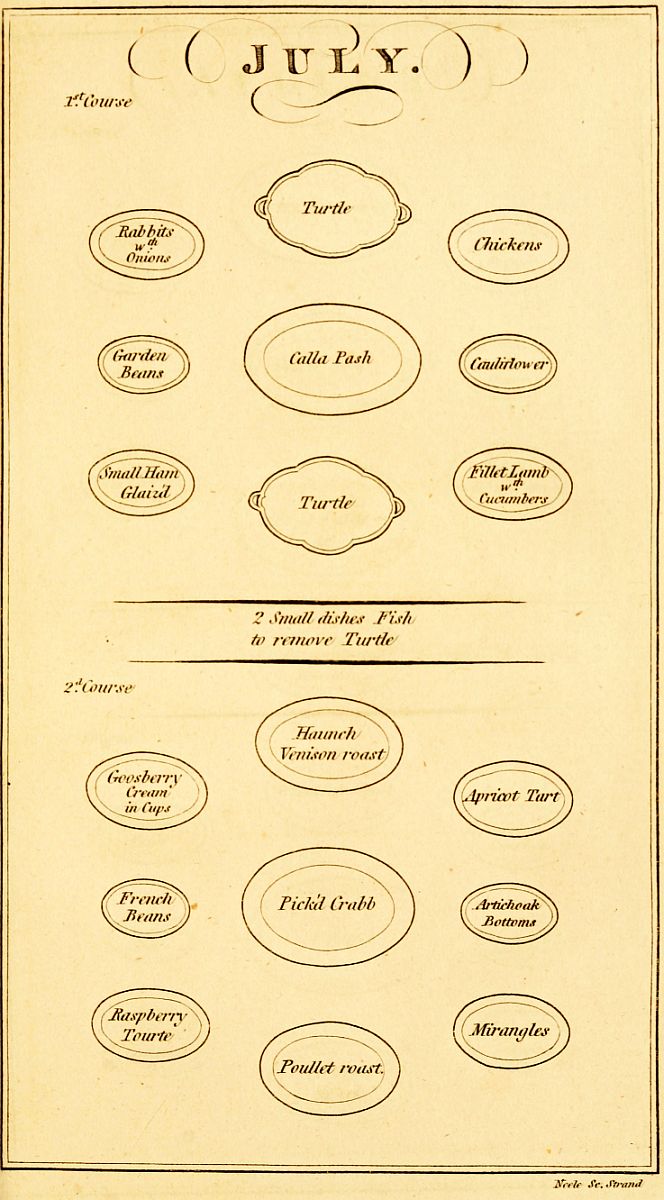 JULY.
1st. Course
Turtle
Rabbits
wth
Onions
Chickens
Garden
Beans
Calla Pash
Cauliflower
Small Ham
Glaiz'd
Turtle
Fillet Lamb
wth
Cucumbers
2 Small dishes Fish
to remove Turtle
2d. Course
Haunch
Venison roast
Goosberry
Cream
in Cups
Apricot Tart
French
Beans
Pick'd Crabb
Artichoak
Bottoms
Raspberry
Tourte
Mirangles
Poullet roast.
Neele Sc. Strand